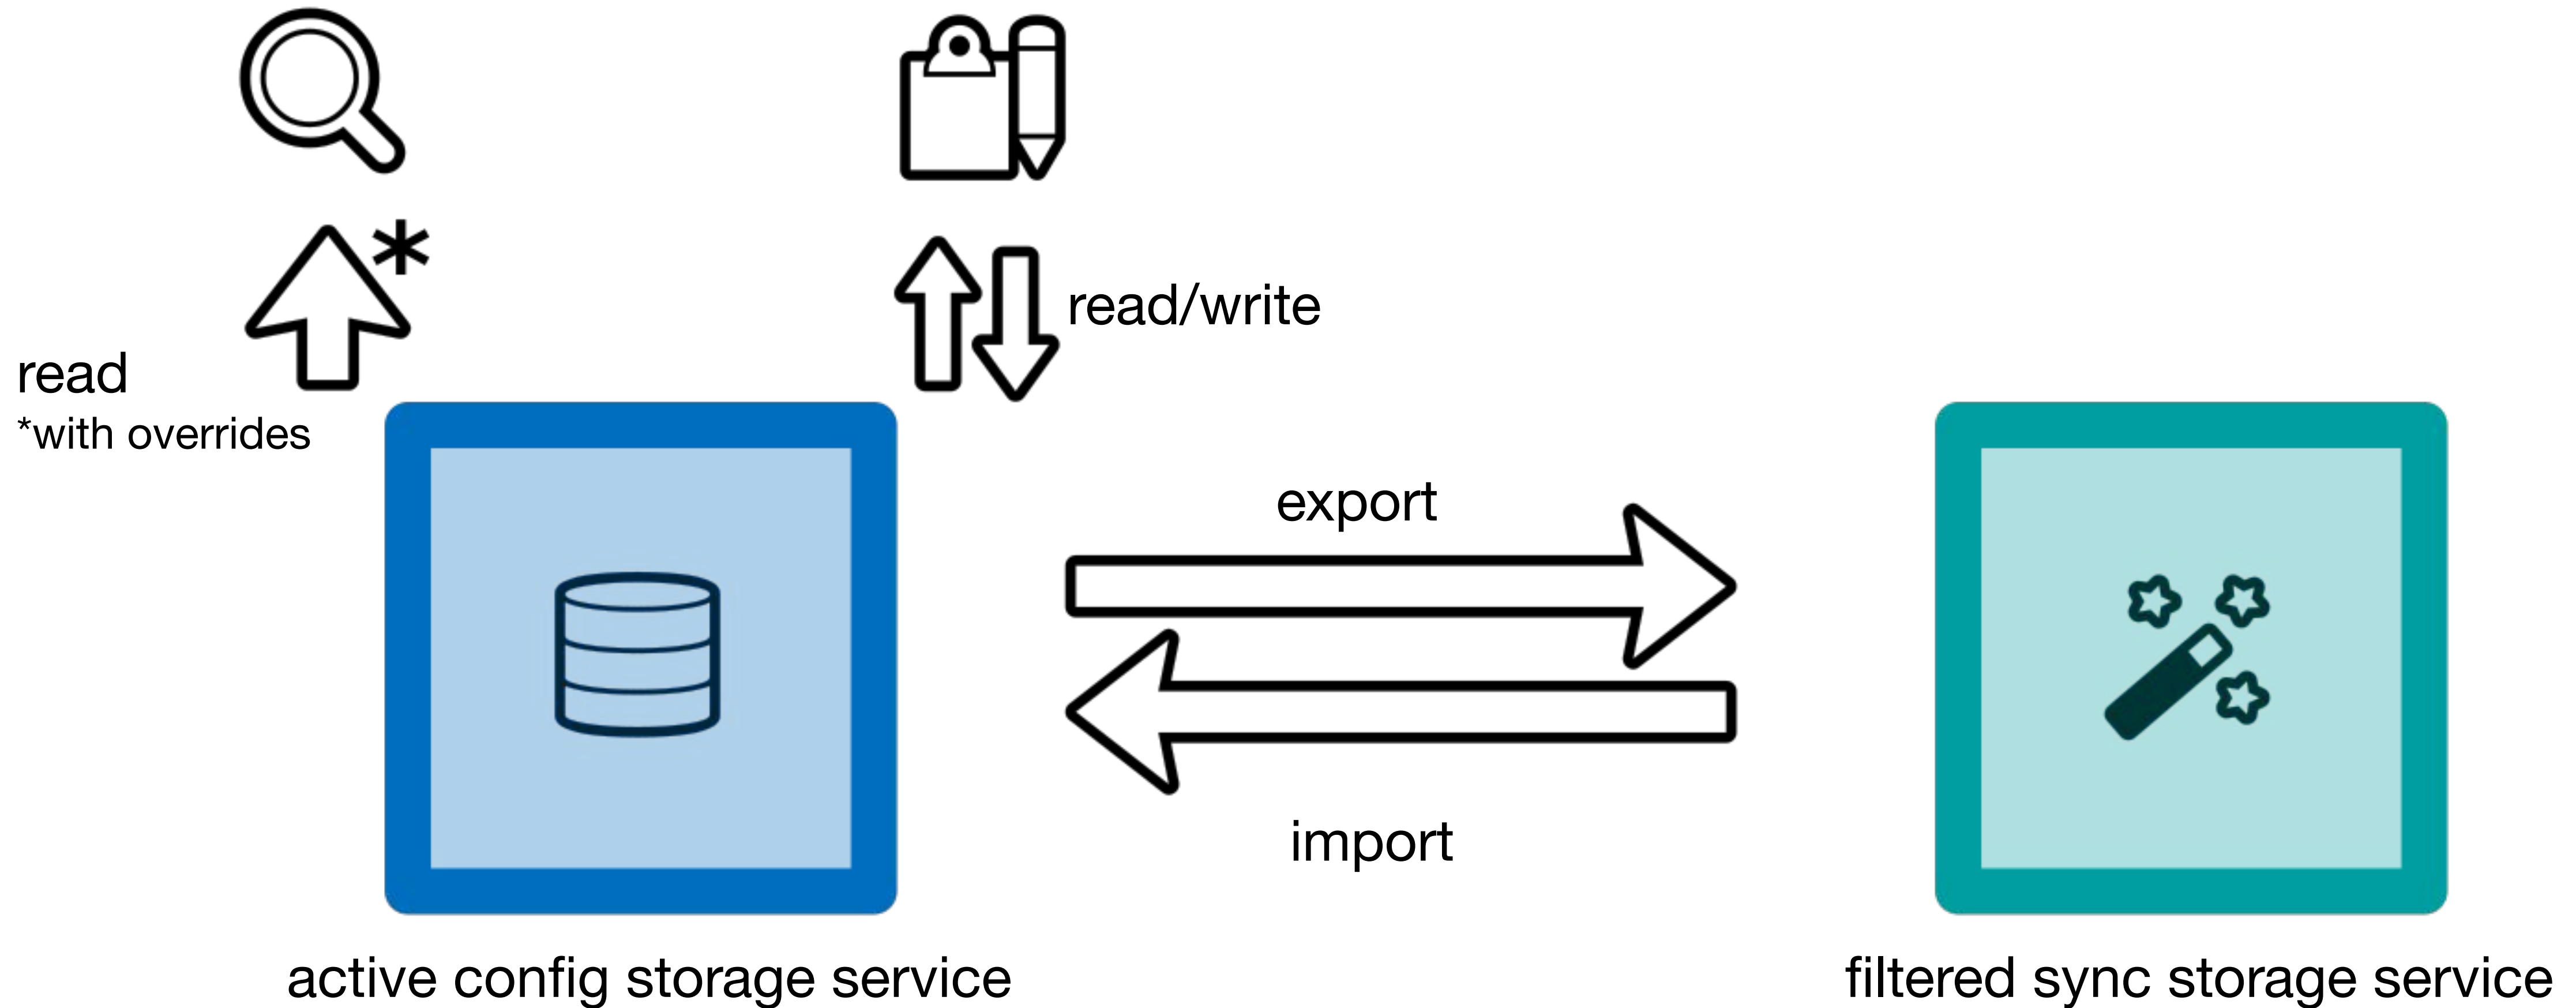 read
*with overrides
read/write
export
import
active config storage service
filtered sync storage service